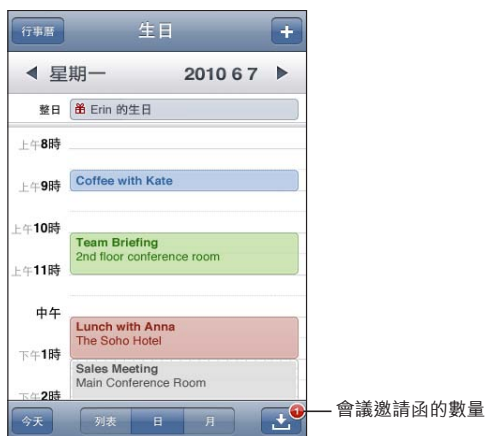 行事曆 生日 +
星期一 2010 6 7
整日 Erin 的生日
上午8時
上午9時 Coffee with Kate
上午10時
Team Briefing
2nd floor conference room
上午11時
中午
Lunch with Anna
The Soho Hotel
下午1時
Sales Meeting
Main Conference Room
下午2時
今天 列表 日 月 1
會議邀請函的數量